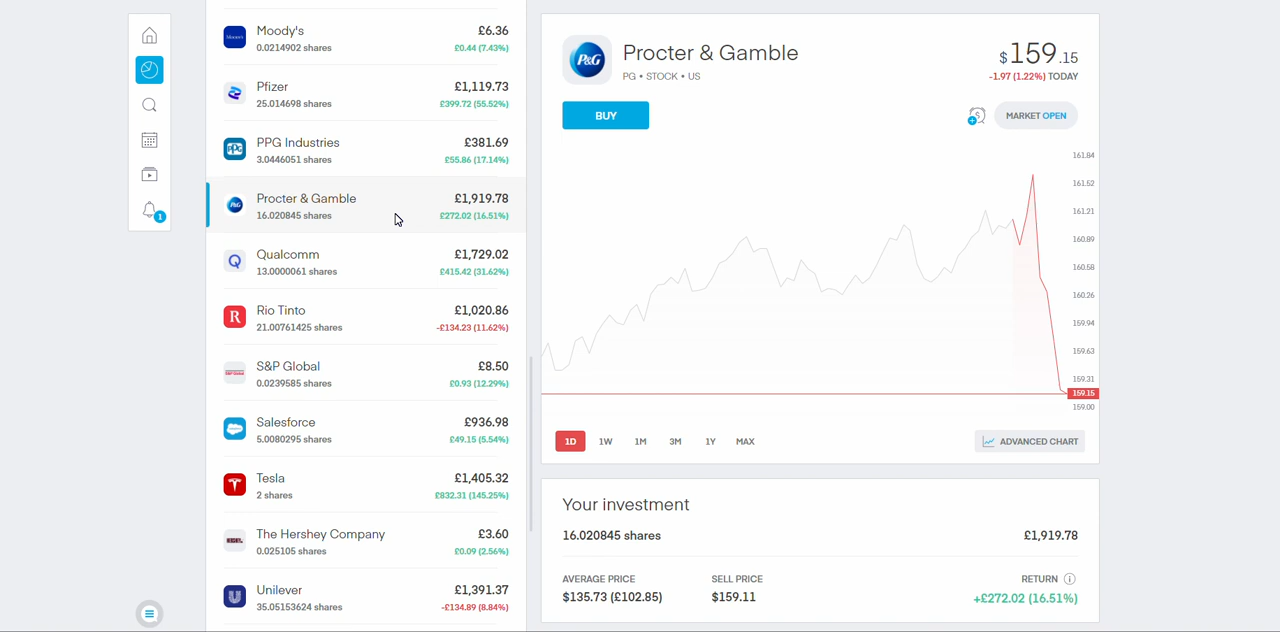 Moody's £6.36
0.0214902 shares £0.44 (7.43%)
Pfizer £1,119.73
25.014698 shares £399.72 (55.52%)
PPG Industries £381.69
3.0446051 shares £55.86 (17.14%)
Procter & Gamble £1,919.78
16.020845 shares £272.02 (16.51%)
Qualcomm £1,729.02
13.0000061 shares £415.42 (31.62%)
Rio Tinto £1,020.86
21.00761425 shares -£134.23 (11.62%)
S&P Global £8.50
0.0239585 shares £0.93 (12.29%)
Salesforce £936.98
5.0080295 shares £49.15 (5.54%)
Tesla £1,405.32
2 shares £832.31 (145.25%)
The Hershey Company £3.60
0.025105 shares £0.09 (2.56%)
Unilever £1,391.37
35.05153624 shares -£134.89 (8.84%)
1
P&G
Procter & Gamble $159.15
PG • STOCK • US -1.97 (1.22%) TODAY
BUY MARKET OPEN
161.84
161.52
161.21
160.89
160.58
160.26
159.94
159.63
159.31
159.15
159.00
1D 1W 1M 3M 1Y MAX ADVANCED CHART
Your investment
16.020845 shares £1,919.78
AVERAGE PRICE SELL PRICE RETURN
$135.73 (£102.85) $159.11 +£272.02 (16.51%)